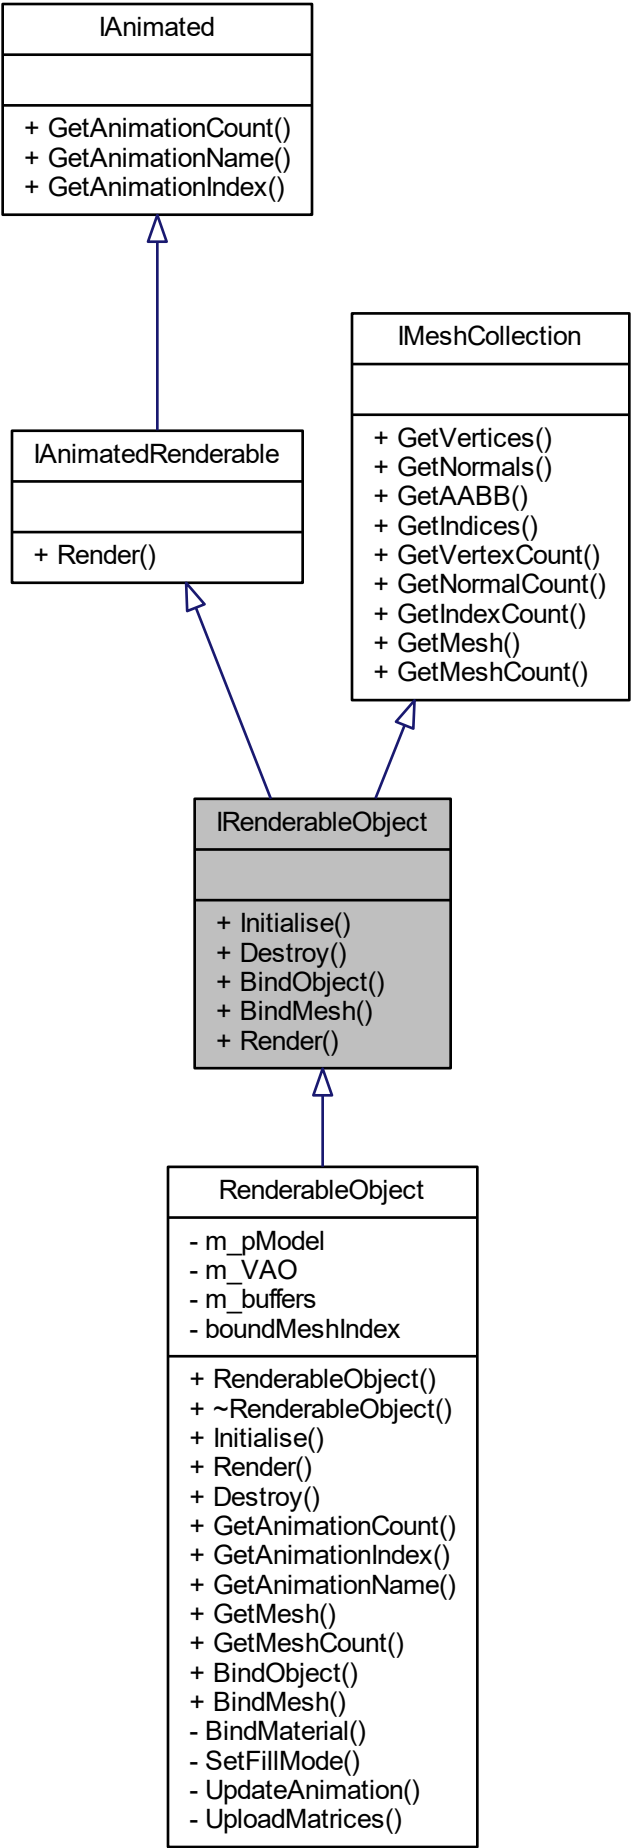 IAnimated
+ GetAnimationCount()
+ GetAnimationName()
+ GetAnimationIndex()
IMeshCollection
+ GetVertices()
+ GetNormals()
+ GetAABB()
+ GetIndices()
+ GetVertexCount()
+ GetNormalCount()
+ GetIndexCount()
+ GetMesh()
+ GetMeshCount()
IAnimatedRenderable
+ Render()
IRenderableObject
+ Initialise()
+ Destroy()
+ BindObject()
+ BindMesh()
+ Render()
RenderableObject
- m_pModel
- m_VAO
- m_buffers
- boundMeshIndex
+ RenderableObject()
+ ~RenderableObject()
+ Initialise()
+ Render()
+ Destroy()
+ GetAnimationCount()
+ GetAnimationIndex()
+ GetAnimationName()
+ GetMesh()
+ GetMeshCount()
+ BindObject()
+ BindMesh()
- BindMaterial()
- SetFillMode()
- UpdateAnimation()
- UploadMatrices()